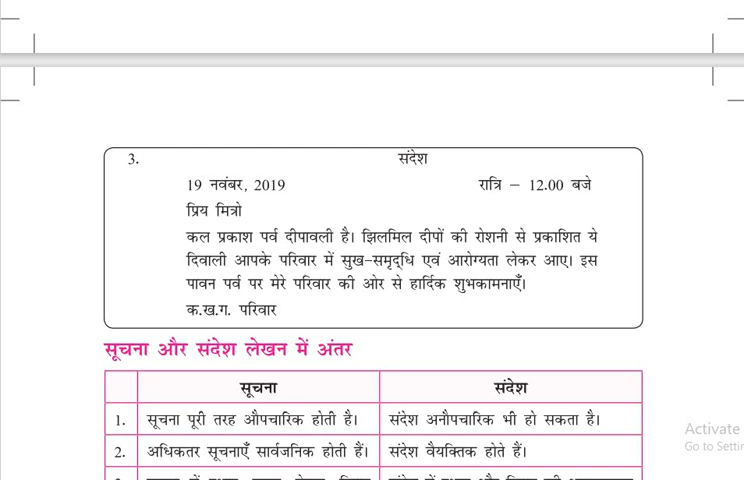 3. संदेश
19 नवंबर, 2019 रात्रि – 12.00 बजे
प्रिय मित्रो
कल प्रकाश पर्व दीपावली है। झिलमिल दीपों की रोशनी से प्रकाशित ये
दिवाली आपके परिवार में सुख-समृद्धि एवं आरोग्यता लेकर आए। इस
पावन पर्व पर मेरे परिवार की ओर से हार्दिक शुभकामनाएँ।
क.ख.ग. परिवार
सूचना और संदेश लेखन में अंतर
सूचना संदेश
1. सूचना पूरी तरह औपचारिक होती है। संदेश अनौपचारिक भी हो सकता है।
2. अधिकतर सूचनाएँ सार्वजनिक होती हैं। संदेश वैयक्तिक होते हैं।
Activate
Go to Settin